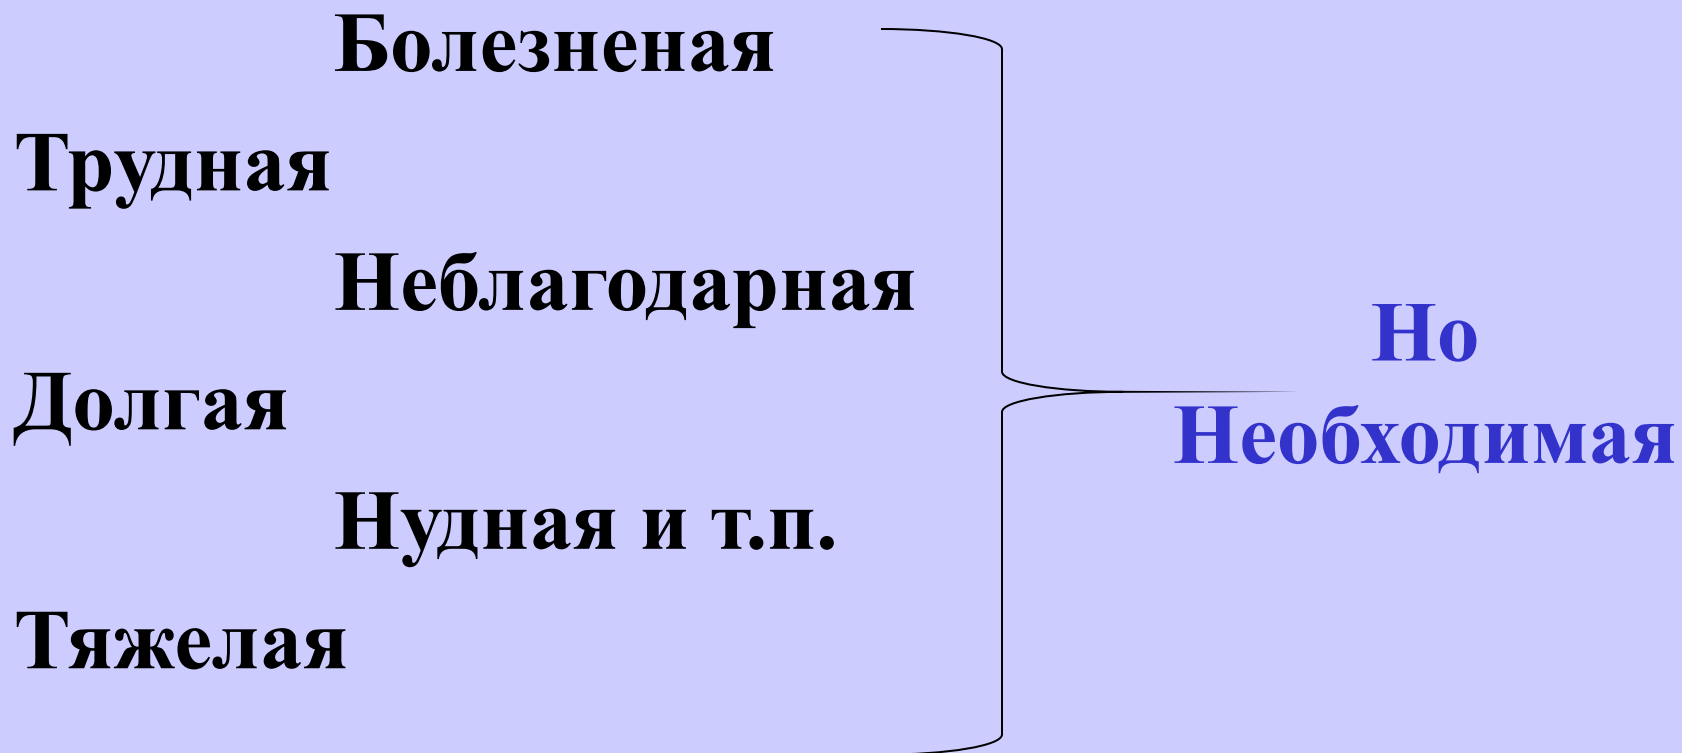 Болезненая
Трудная
Неблагодарная
Долгая
Нудная и т.п.
Тяжелая
Но
Необходимая